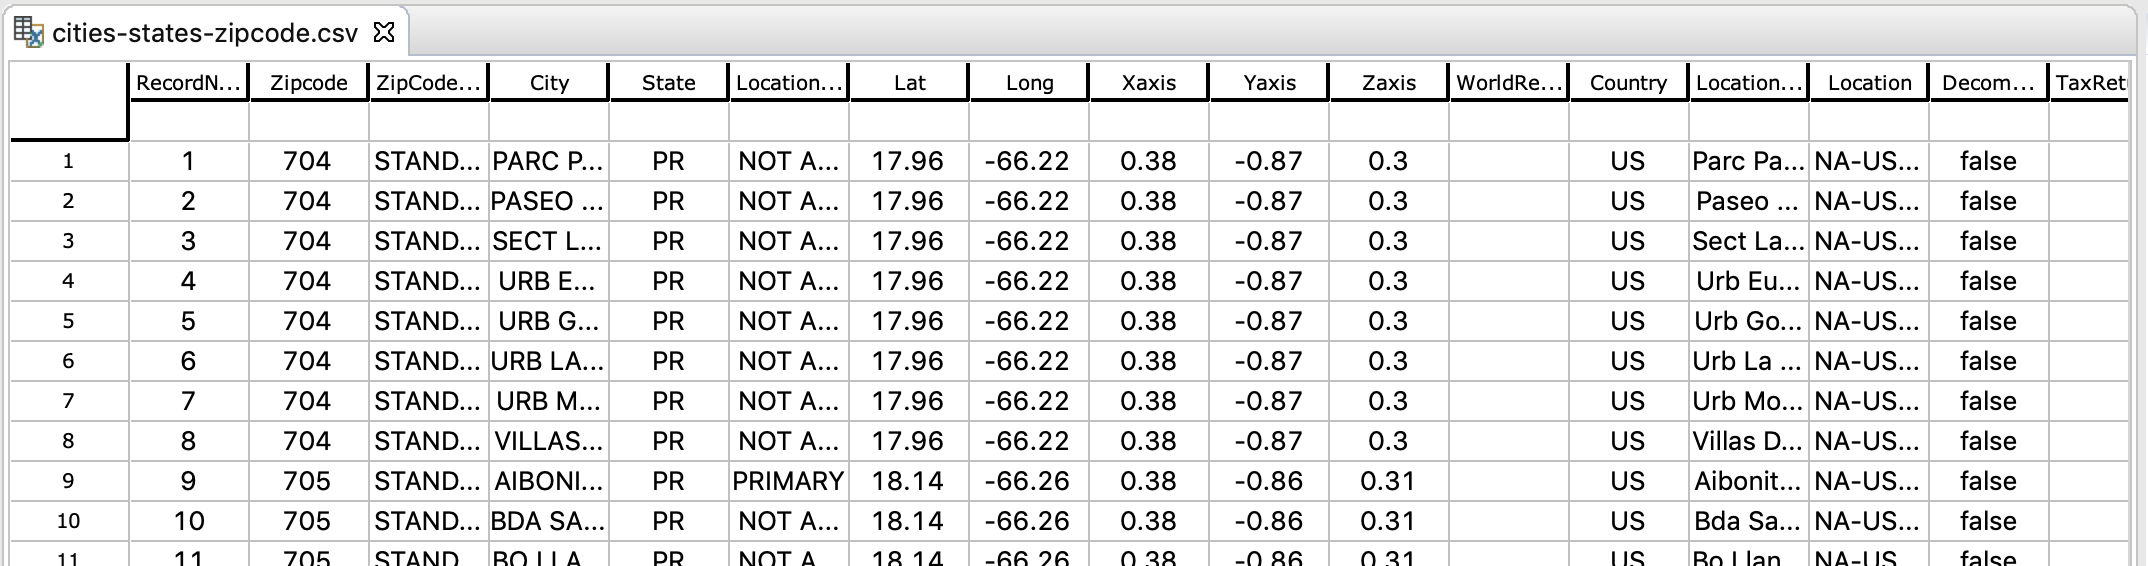 cities-states-zipcode.csv
RecordN... Zipcode ZipCode... City State Location... Lat Long Xaxis Yaxis Zaxis WorldRe... Country Location... Location Decom... TaxRet
1 1 704 STAND... PARC P... PR NOT A... 17.96 -66.22 0.38 -0.87 0.3 US Parc Pa... NA-US... false
2 2 704 STAND... PASEO ... PR NOT A... 17.96 -66.22 0.38 -0.87 0.3 US Paseo ... NA-US... false
3 3 704 STAND... SECT L... PR NOT A... 17.96 -66.22 0.38 -0.87 0.3 US Sect La... NA-US... false
4 4 704 STAND... URB E... PR NOT A... 17.96 -66.22 0.38 -0.87 0.3 US Urb Eu... NA-US... false
5 5 704 STAND... URB G... PR NOT A... 17.96 -66.22 0.38 -0.87 0.3 US Urb Go... NA-US... false
6 6 704 STAND... URB LA... PR NOT A... 17.96 -66.22 0.38 -0.87 0.3 US Urb La ... NA-US... false
7 7 704 STAND... URB M... PR NOT A... 17.96 -66.22 0.38 -0.87 0.3 US Urb Mo... NA-US... false
8 8 704 STAND... VILLAS... PR NOT A... 17.96 -66.22 0.38 -0.87 0.3 US Villas D... NA-US... false
9 9 705 STAND... AIBONI... PR PRIMARY 18.14 -66.26 0.38 -0.86 0.31 US Aibonit... NA-US... false
10 10 705 STAND... BDA SA... PR NOT A... 18.14 -66.26 0.38 -0.86 0.31 US Bda Sa... NA-US... false
11 11 705 STAND... BO LLA... PR NOT A... 18.14 -66.26 0.38 -0.86 0.31 US Bo Llan... NA-US... false